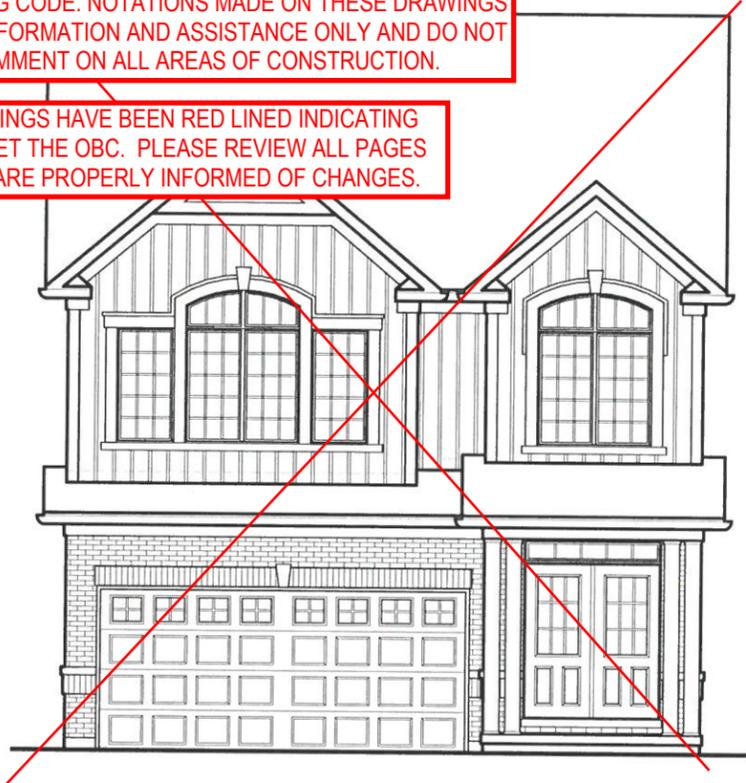 G CODE. NOTATIONS MADE ON THESE DRAWINGS
FORMATION AND ASSISTANCE ONLY AND DO NOT
MMENT ON ALL AREAS OF CONSTRUCTION.
INGS HAVE BEEN RED LINED INDICATING
ET THE OBC. PLEASE REVIEW ALL PAGES
ARE PROPERLY INFORMED OF CHANGES.